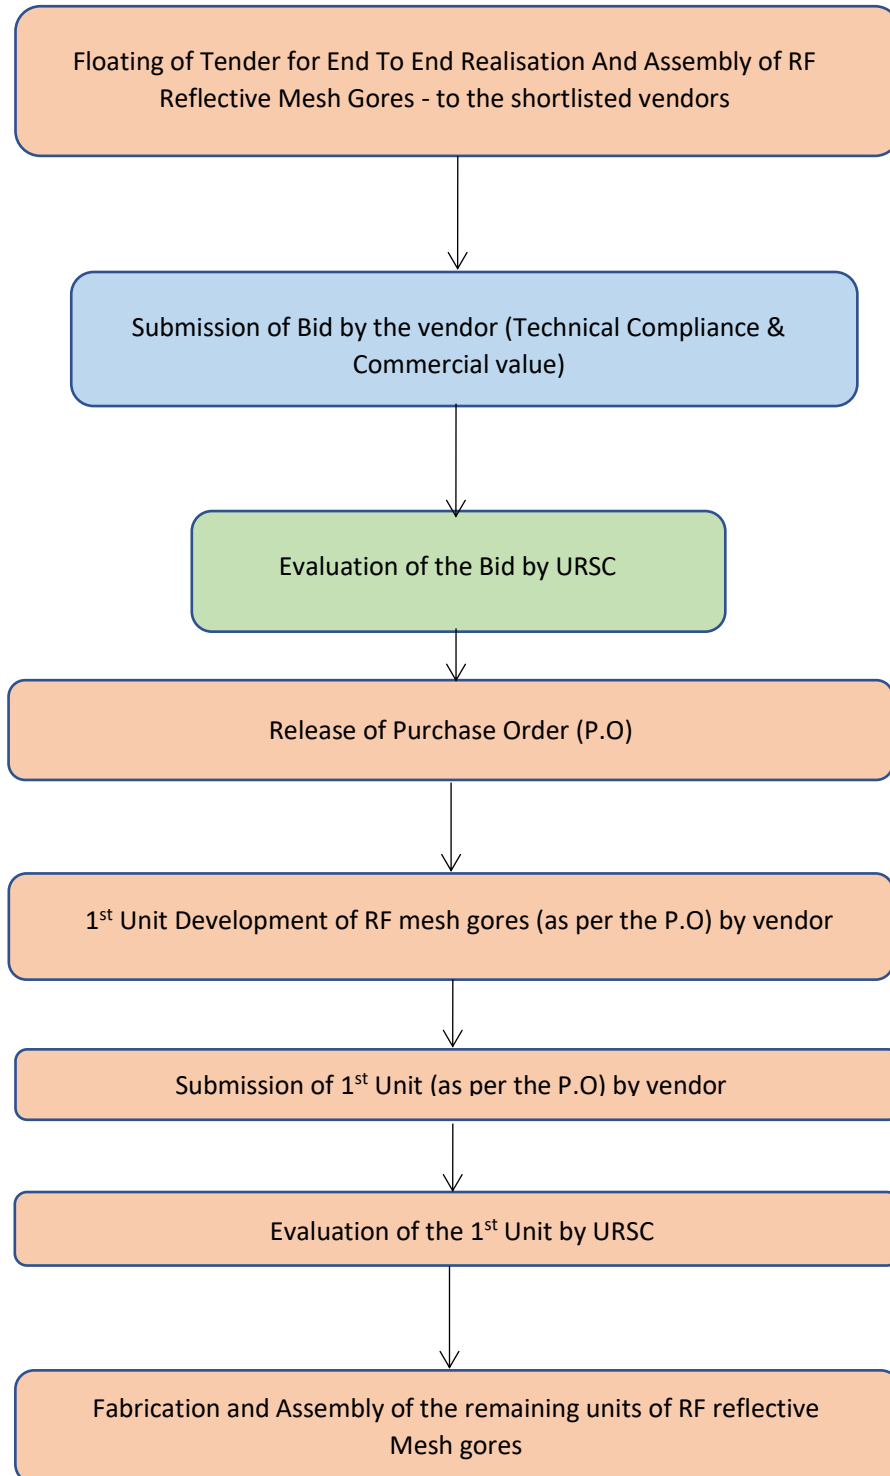 Floating of Tender for End To End Realisation And Assembly of RF
Reflective Mesh Gores - to the shortlisted vendors
Submission of Bid by the vendor (Technical Compliance &
Commercial value)
Evaluation of the Bid by URSC
Release of Purchase Order (P.O)
1st Unit Development of RF mesh gores (as per the P.O) by vendor
Submission of 1st Unit (as per the P.O) by vendor
Evaluation of the 1st Unit by URSC
Fabrication and Assembly of the remaining units of RF reflective
Mesh gores